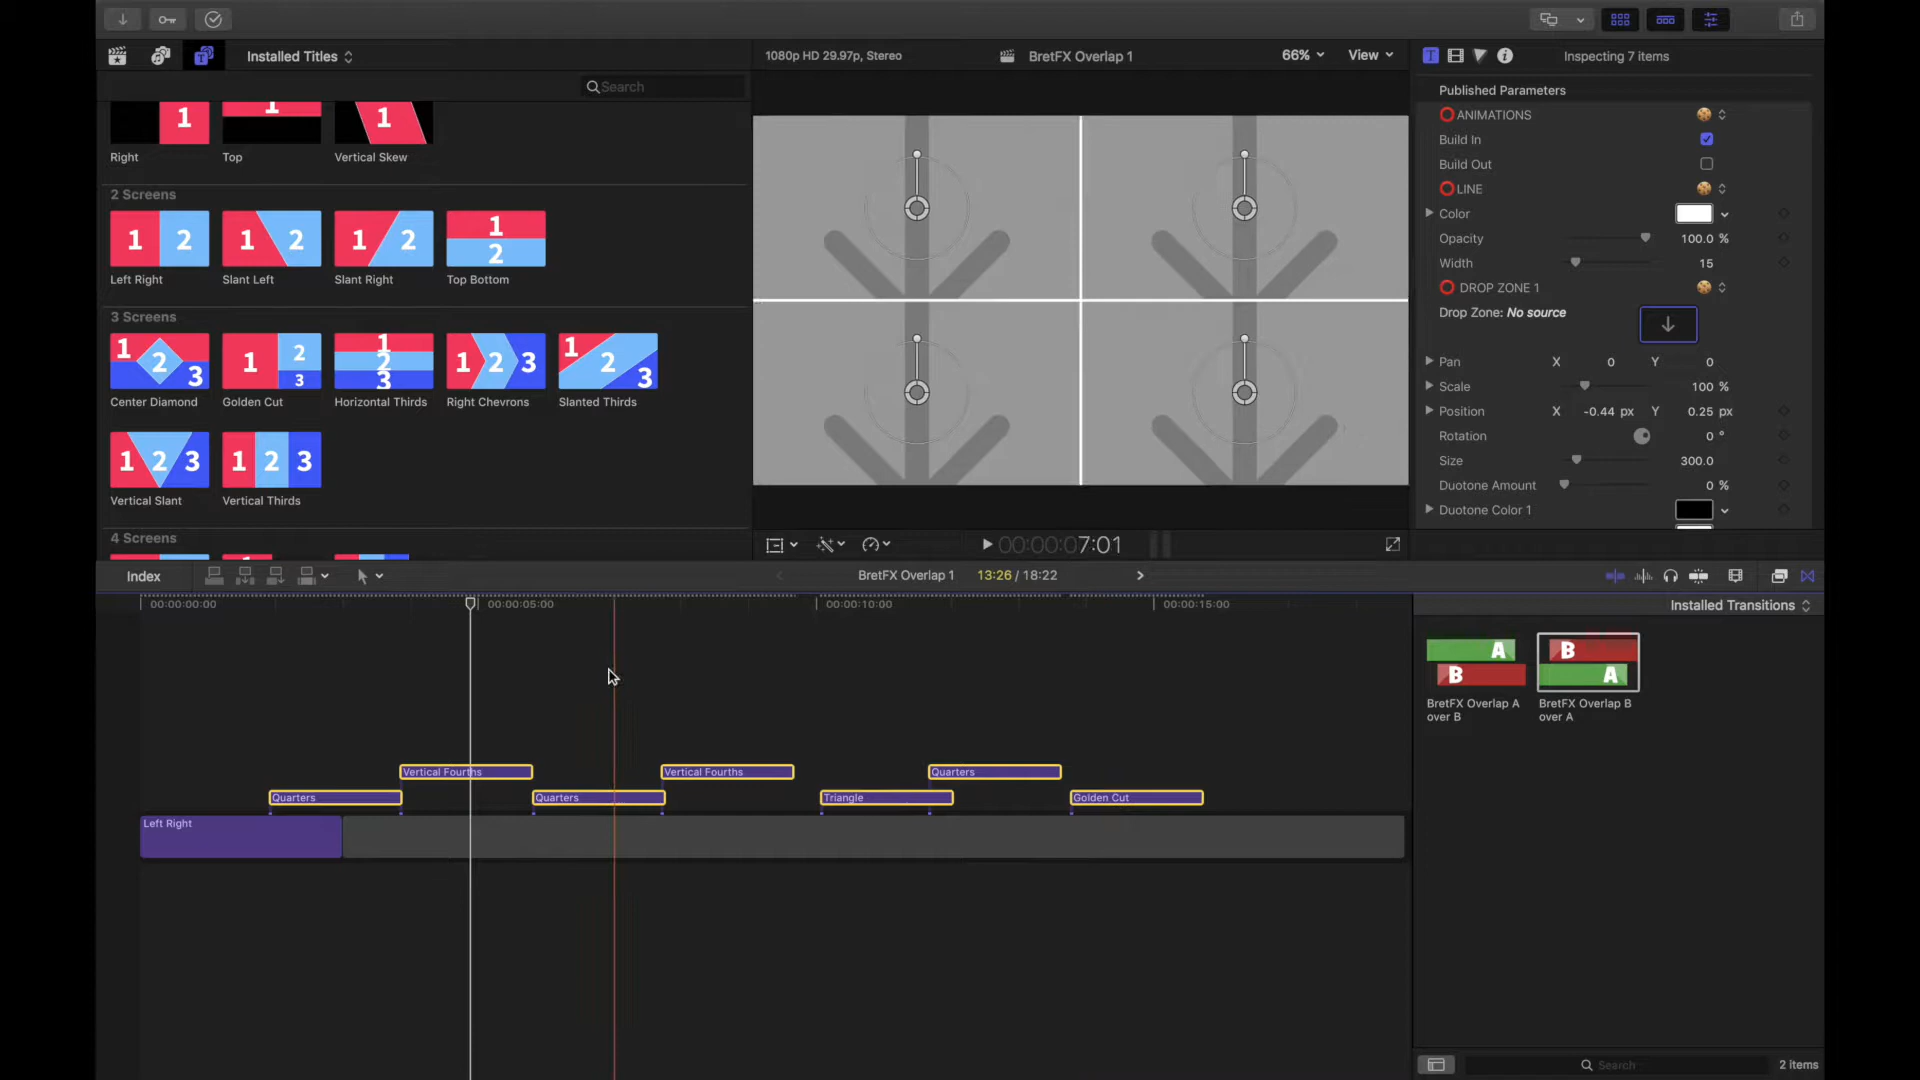 Installed Titles
1080p HD 29.97p, Stereo
BretFX Overlap 1
66%
View
Inspecting 7 items
Search
Published Parameters
ANIMATIONS
Build In
Build Out
LINE
Color
Opacity 100.0 %
Width 15
DROP ZONE 1
Drop Zone: No source
Pan X 0 Y 0
Scale 100 %
Position X -0.44 px Y 0.25 px
Rotation 0 °
Size 300.0
Duotone Amount 0 %
Duotone Color 1
1 1 1
Right Top Vertical Skew
2 Screens
1 2 1 2 1 2 1 2
Left Right Slant Left Slant Right Top Bottom
3 Screens
1 2 3 1 2 3 1 2 3 1 2 3 1 2 3
Center Diamond Golden Cut Horizontal Thirds Right Chevrons Slanted Thirds
1 2 3 1 2 3
Vertical Slant Vertical Thirds
4 Screens
00:00:07:01
Index
BretFX Overlap 1
13:26 / 18:22
00:00:00:00 00:00:05:00 00:00:10:00 00:00:15:00
Installed Transitions
A B
B A
BretFX Overlap A
over B
BretFX Overlap B
over A
Vertical Fourths Vertical Fourths Quarters
Quarters Quarters Triangle Golden Cut
Left Right
Search
2 items